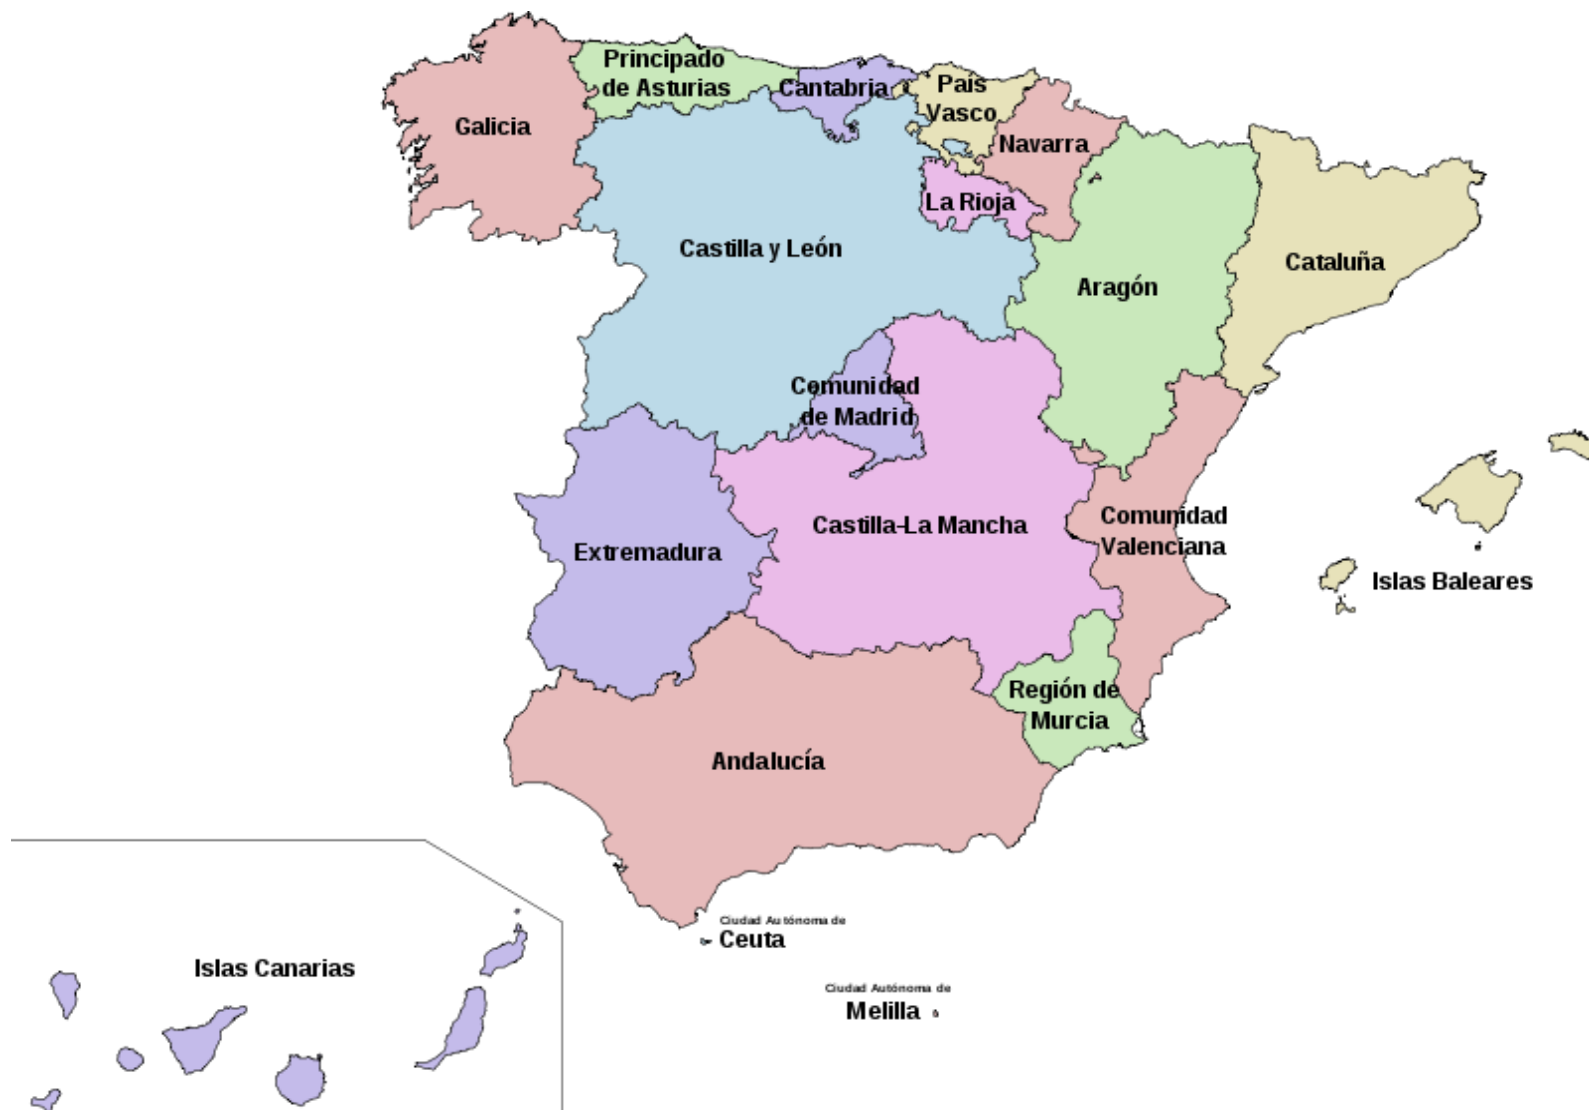 Principado
de Asturias
Cantabria
País
Vasco
Galicia
Navarra
La Rioja
Castilla y León
Cataluña
Aragón
Comunidad
de Madrid
Comunidad
Valenciana
Castilla-La Mancha
Extremadura
Islas Baleares
Región de
Murcia
Andalucía
Ciudad Autónoma de
Ceuta
Islas Canarias
Ciudad Autónoma de
Melilla